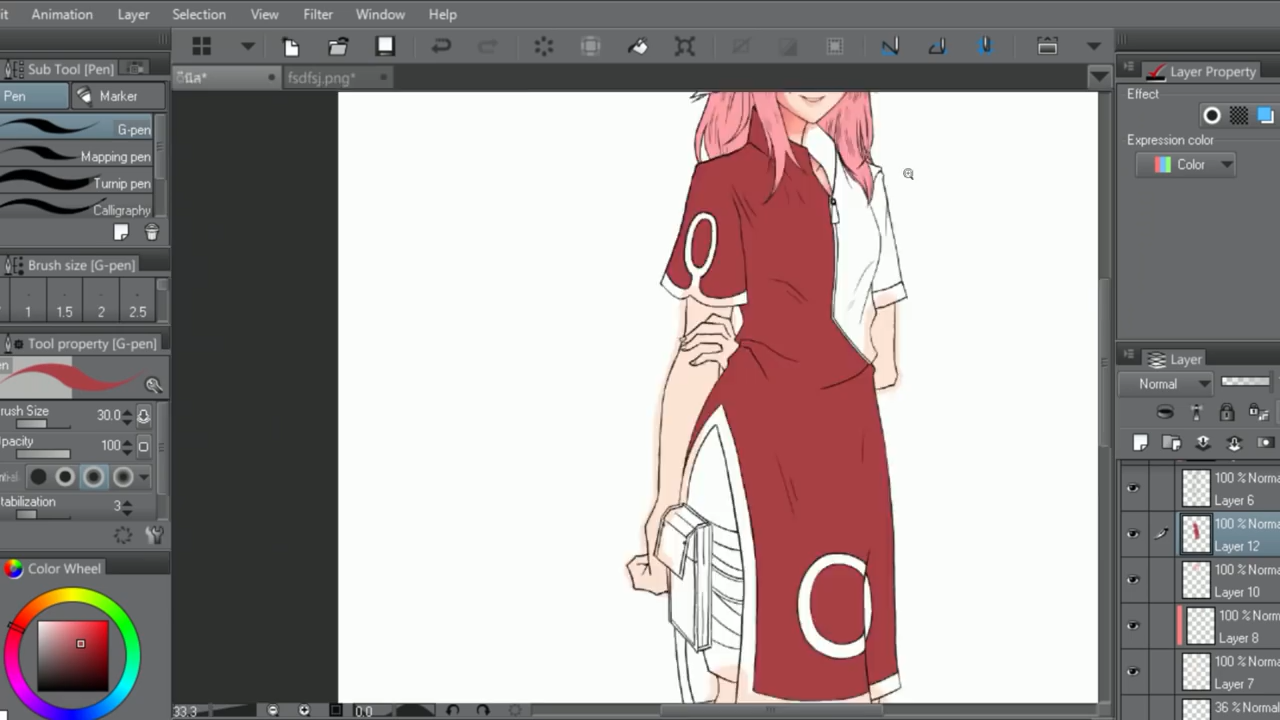 it Animation Layer Selection View Filter Window Help
Sub Tool [Pen]
Pen Marker
G-pen
Mapping pen
Turnip pen
Calligraphy
Brush size [G-pen]
1 1.5 2 2.5
Tool property [G-pen]
en
rush Size 30.0
pacity 100
tabilization 3
Color Wheel
fsdfsj.png*
33.3 0.0
Layer Property
Effect
Expression color
Color
Layer
Normal
100 % Norma
Layer 6
100 % Norma
Layer 12
100 % Norma
Layer 10
100 % Norm
Layer 8
100 % Norma
Layer 7
36 % Norma